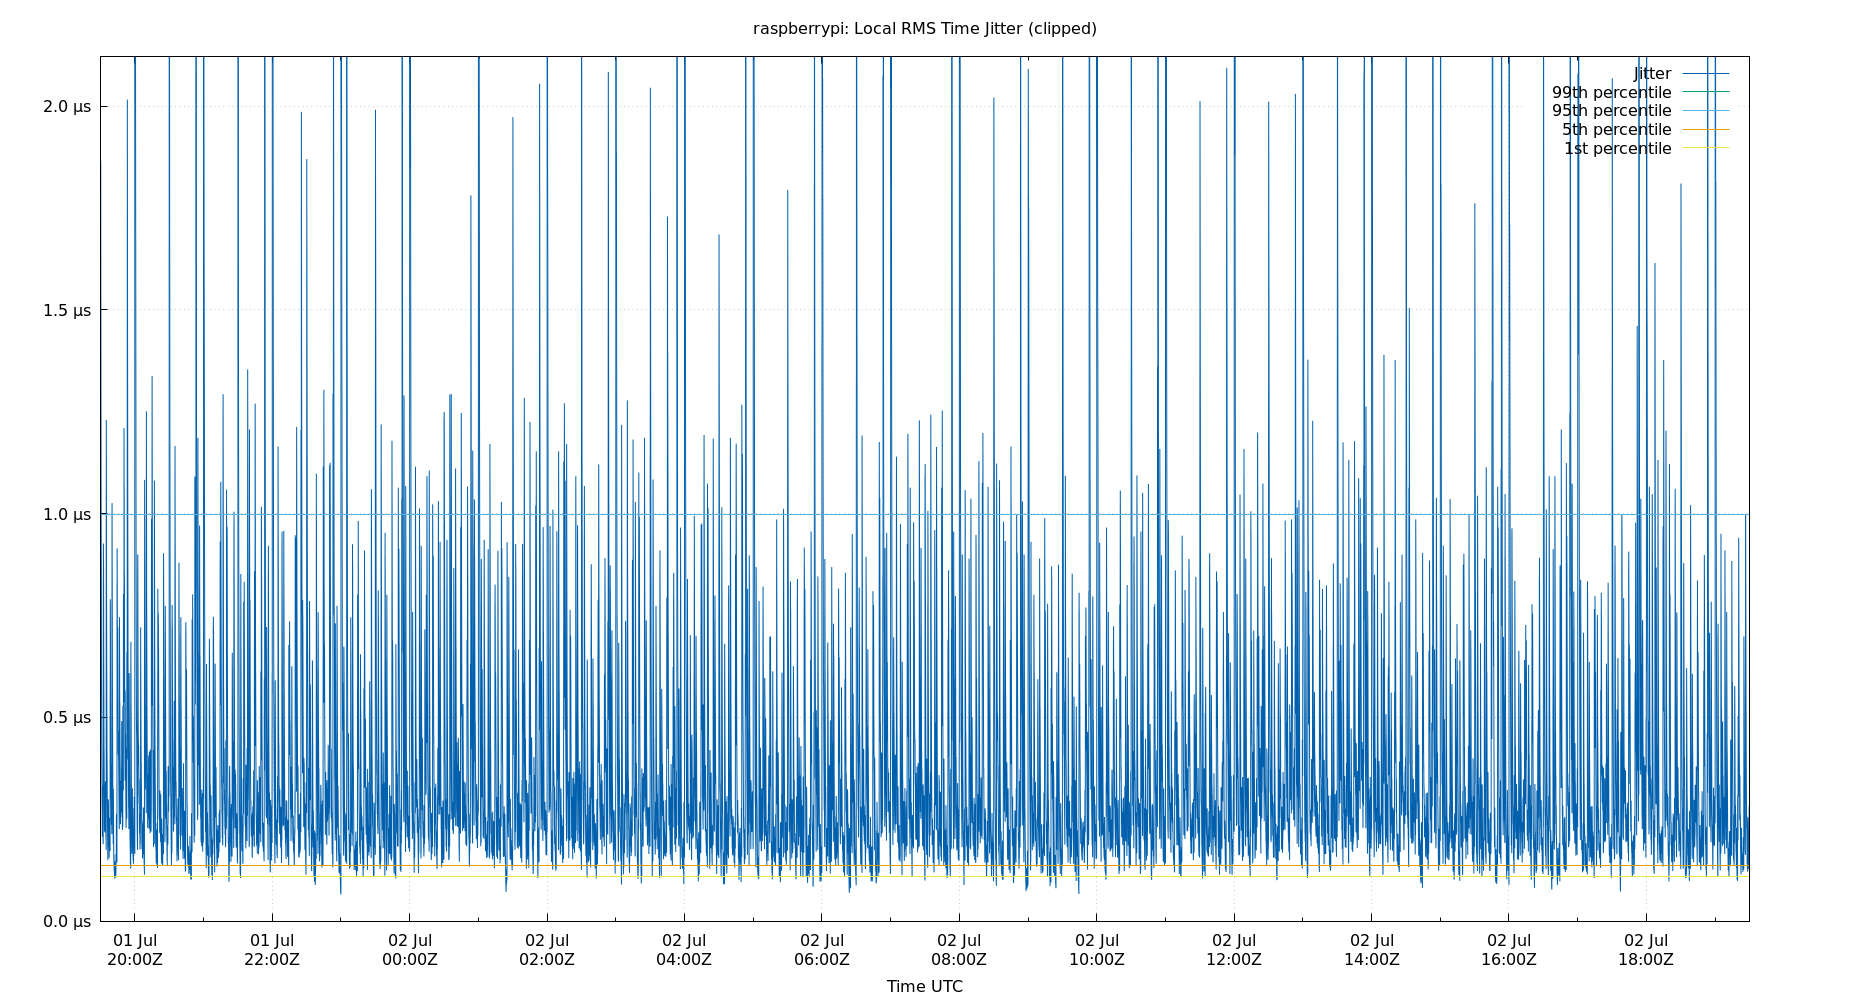 raspberrypi: Local RMS Time Jitter (clipped)
Jitter
99th percentile
95th percentile
5th percentile
1st percentile
2.0 µs
1.5 µs
1.0 µs
0.5 µs
0.0 µs
01 Jul 01 Jul 02 Jul 02 Jul 02 Jul 02 Jul 02 Jul 02 Jul 02 Jul 02 Jul 02 Jul 02 Jul
20:00Z 22:00Z 00:00Z 02:00Z 04:00Z 06:00Z 08:00Z 10:00Z 12:00Z 14:00Z 16:00Z 18:00Z
Time UTC